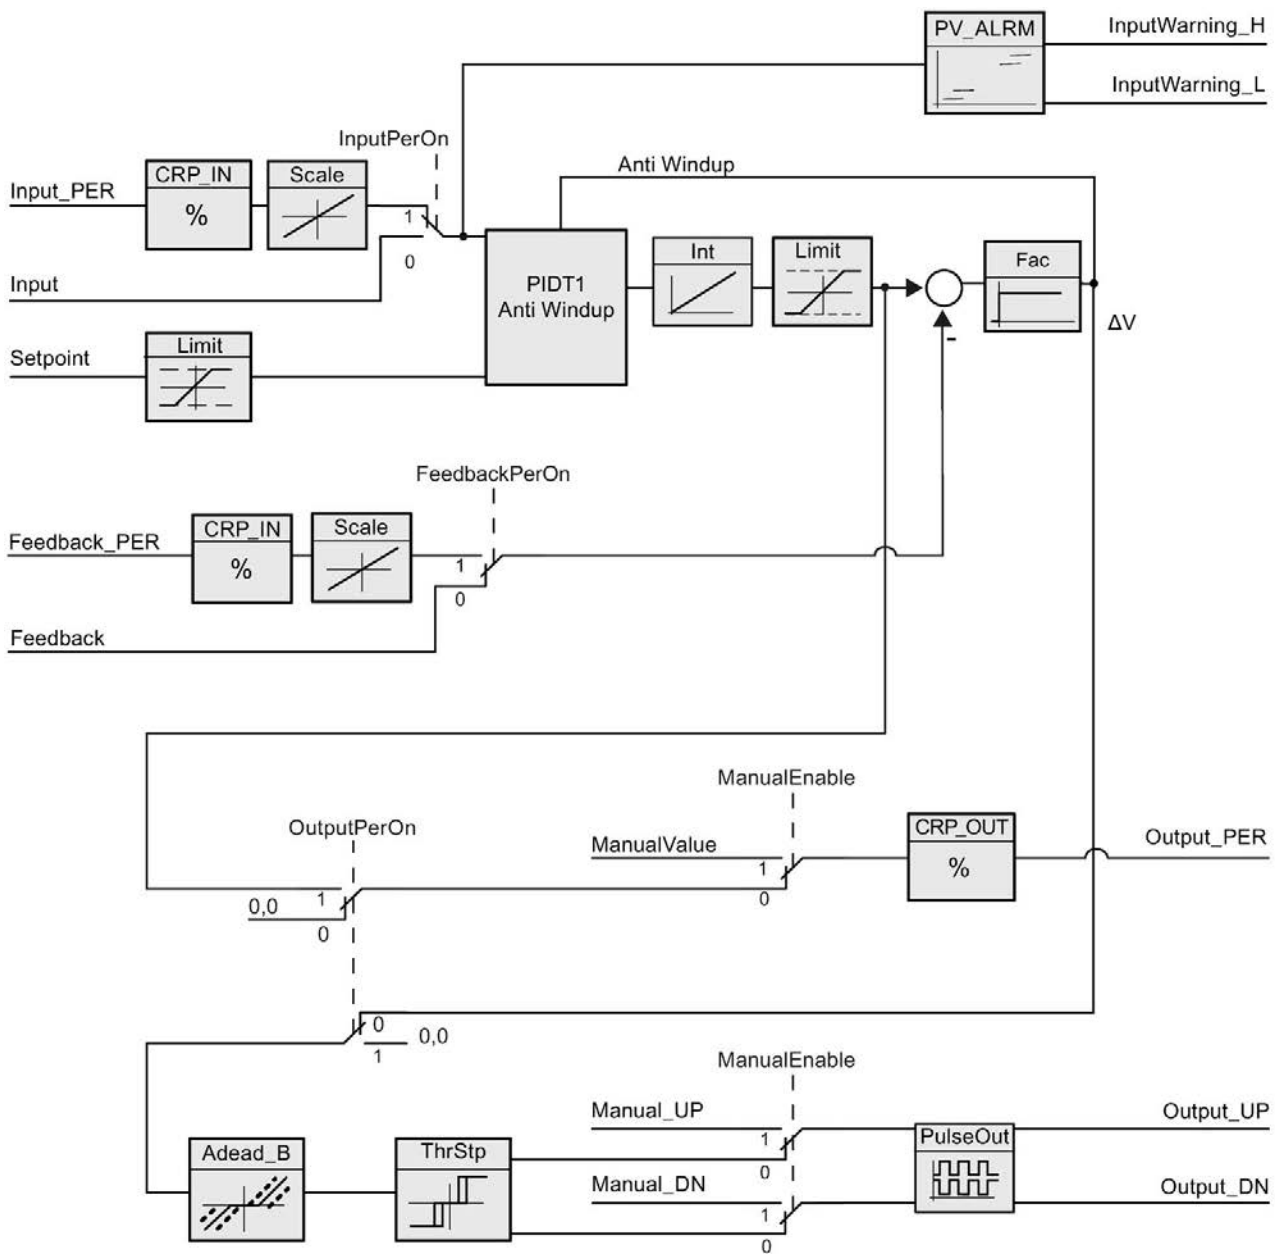 PV_ALRM
InputWarning_H
InputWarning_L
InputPerOn
Anti Windup
Input_PER
CRP_IN
%
Scale
1
0
Input
PIDT1
Anti Windup
Int
Limit
Fac
ΔV
-
Setpoint
Limit
FeedbackPerOn
Feedback_PER
CRP_IN
%
Scale
1
0
Feedback
ManualEnable
OutputPerOn
ManualValue
1
0
CRP_OUT
%
Output_PER
0,0
1
0
0
1
0,0
ManualEnable
Manual_UP
1
0
Manual_DN
1
0
PulseOut
Output_UP
Output_DN
Adead_B
ThrStp